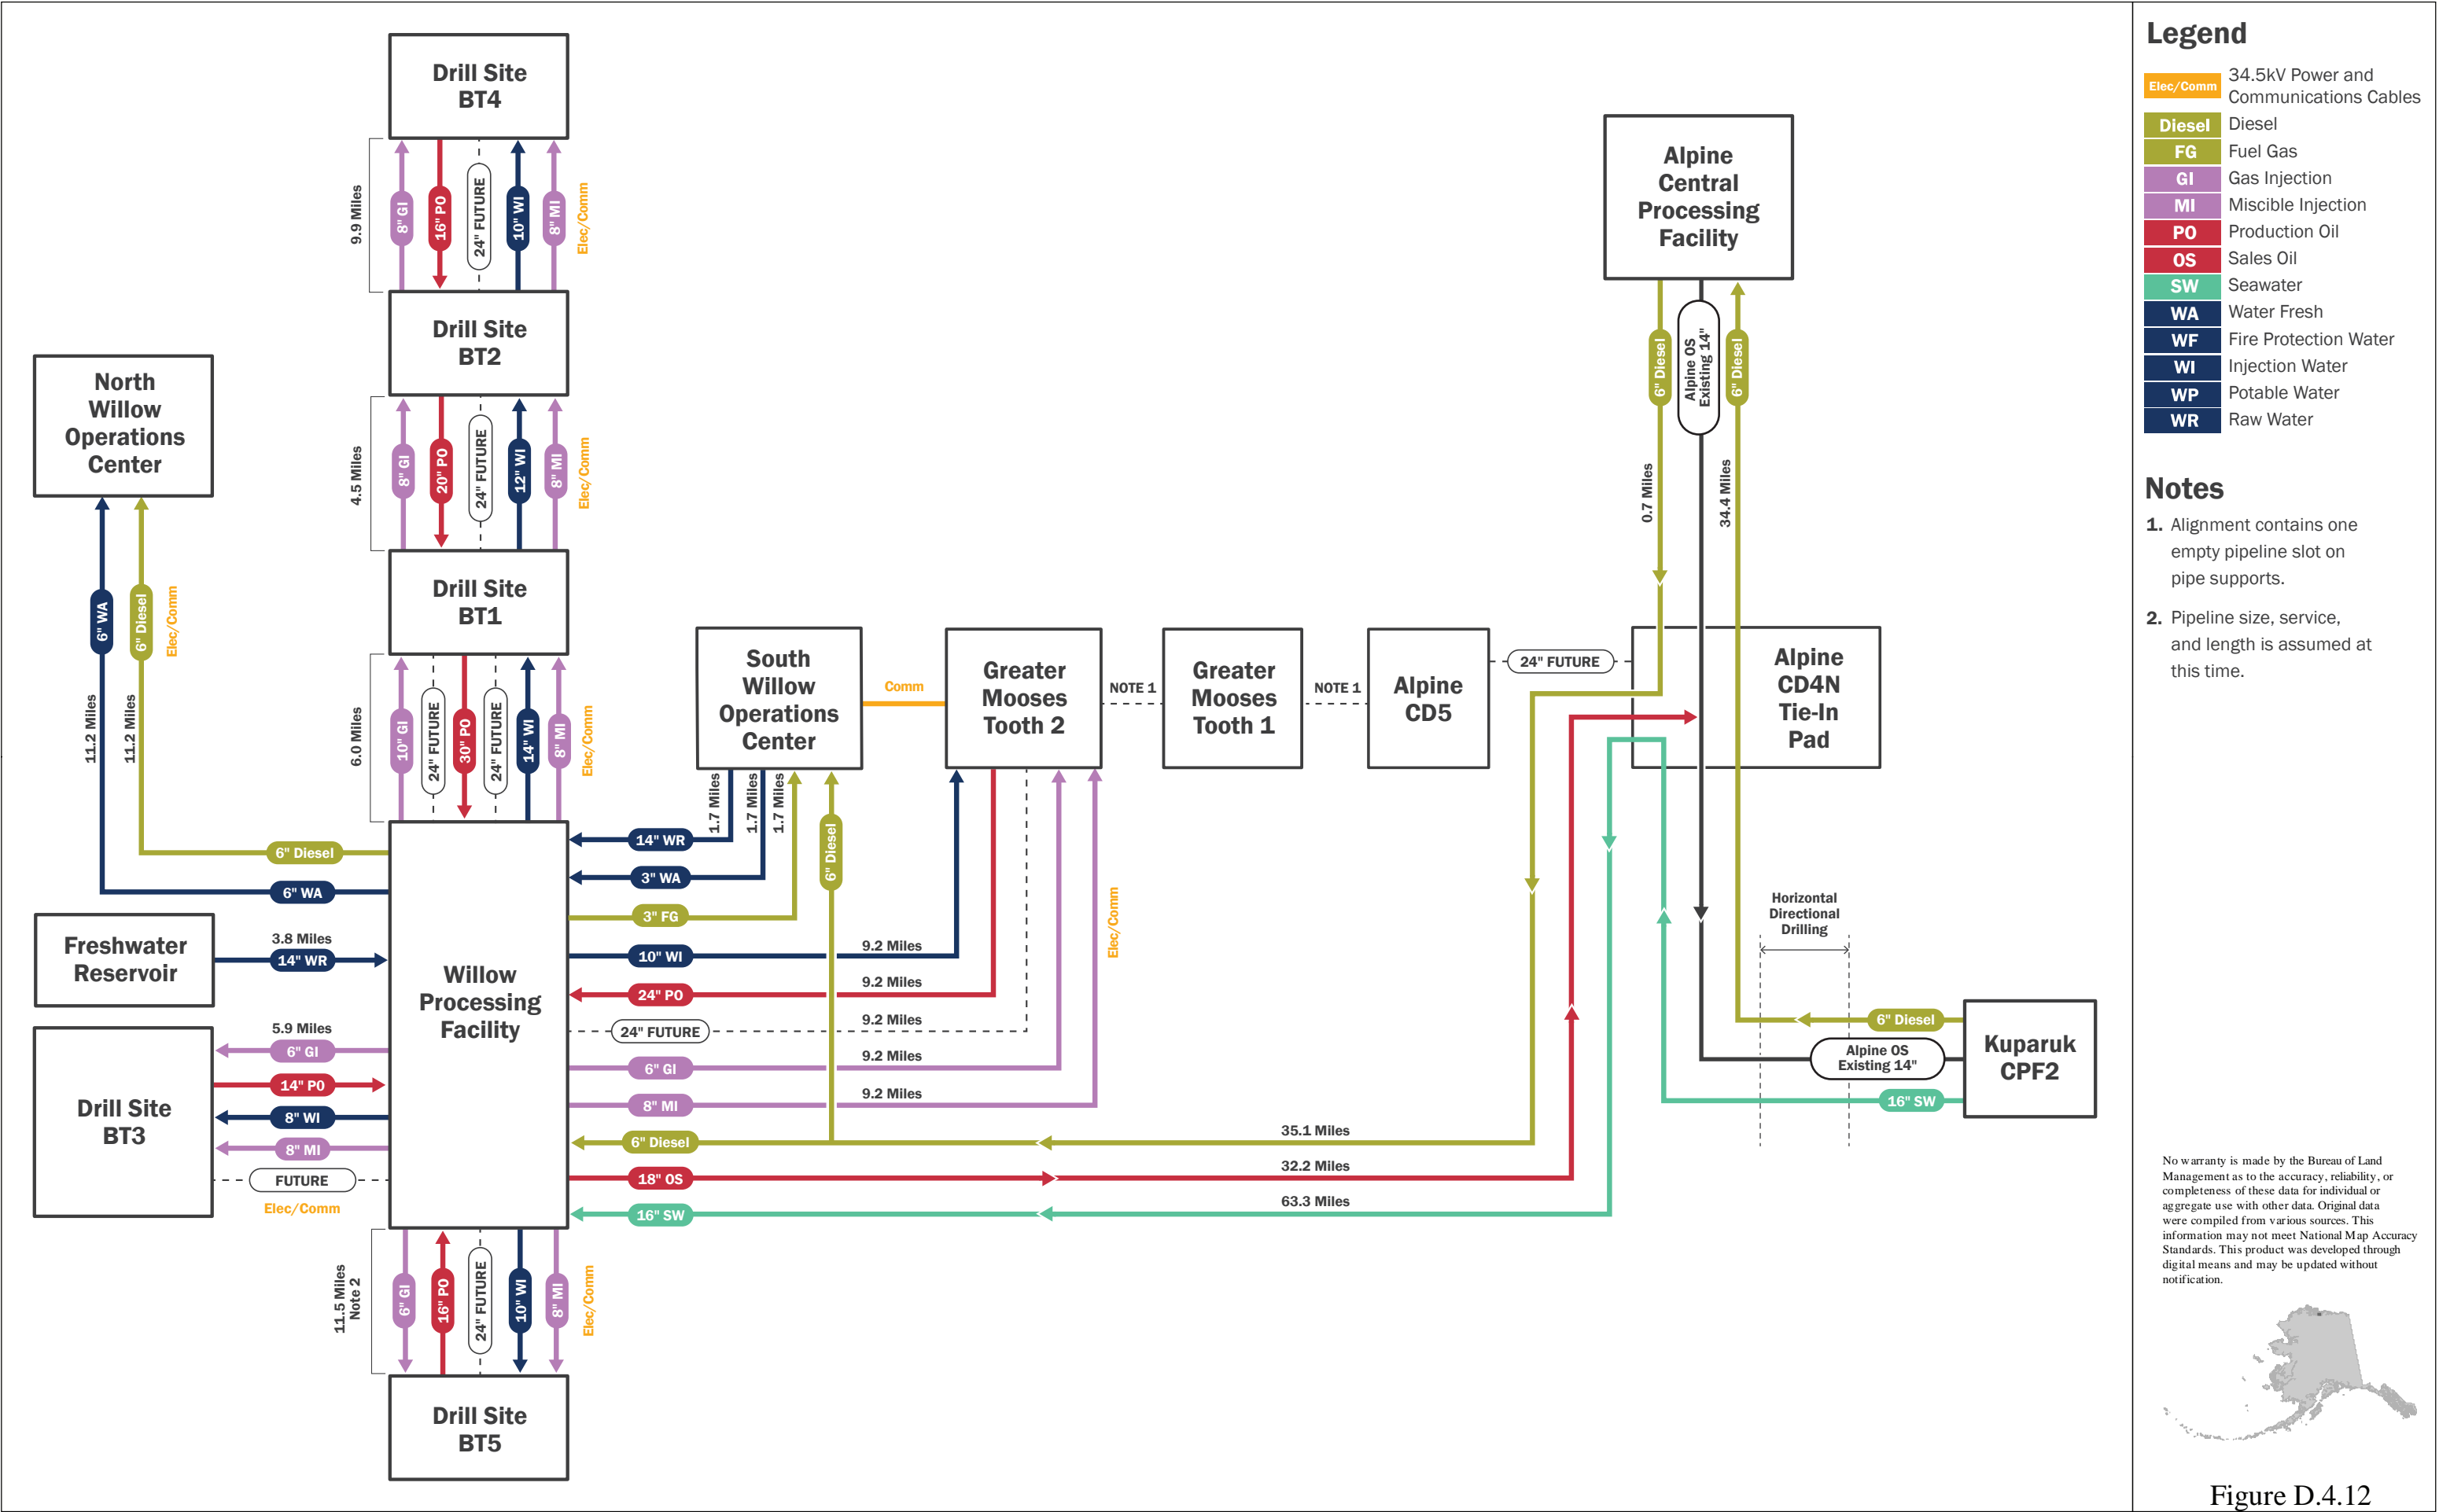 Drill Site
BT4
9.9 Miles
8" GI
16" PO
24" FUTURE
10" WI
8" MI
Elec/Comm
Drill Site
BT2
4.5 Miles
8" GI
20" PO
24" FUTURE
12" WI
8" MI
Elec/Comm
Drill Site
BT1
6.0 Miles
10" GI
24" FUTURE
30" PO
24" FUTURE
14" WI
8" MI
Elec/Comm
North
Willow
Operations
Center
6" WA
6" Diesel
Elec/Comm
11.2 Miles
11.2 Miles
6" Diesel
6" WA
Freshwater
Reservoir
3.8 Miles
14" WR
Drill Site
BT3
5.9 Miles
6" GI
14" PO
8" WI
8" MI
FUTURE
Elec/Comm
Willow
Processing
Facility
11.5 Miles
Note 2
6" GI
16" PO
24" FUTURE
10" WI
8" MI
Elec/Comm
Drill Site
BT5
South
Willow
Operations
Center
Comm
Greater
Mooses
Tooth 2
NOTE 1
Greater
Mooses
Tooth 1
NOTE 1
Alpine
CD5
24" FUTURE
Alpine
CD4N
Tie-In
Pad
1.7 Miles
1.7 Miles
1.7 Miles
14" WR
3" WA
3" FG
6" Diesel
10" WI
9.2 Miles
24" PO
9.2 Miles
24" FUTURE
9.2 Miles
6" GI
9.2 Miles
8" MI
9.2 Miles
Elec/Comm
6" Diesel
35.1 Miles
18" OS
32.2 Miles
16" SW
63.3 Miles
Alpine
Central
Processing
Facility
6" Diesel
Alpine OS
Existing 14"
6" Diesel
0.7 Miles
34.4 Miles
Horizontal
Directional
Drilling
6" Diesel
Alpine OS
Existing 14"
16" SW
Kuparuk
CPF2
Legend
Elec/Comm 34.5kV Power and
Communications Cables
Diesel Diesel
FG Fuel Gas
GI Gas Injection
MI Miscible Injection
PO Production Oil
OS Sales Oil
SW Seawater
WA Water Fresh
WF Fire Protection Water
WI Injection Water
WP Potable Water
WR Raw Water
Notes
1. Alignment contains one
empty pipeline slot on
pipe supports.
2. Pipeline size, service,
and length is assumed at
this time.
No warranty is made by the Bureau of Land
Management as to the accuracy, reliability, or
completeness of these data for individual or
aggregate use with other data. Original data
were compiled from various sources. This
information may not meet National Map Accuracy
Standards. This product was developed through
digital means and may be updated without
notification.
Figure D.4.12